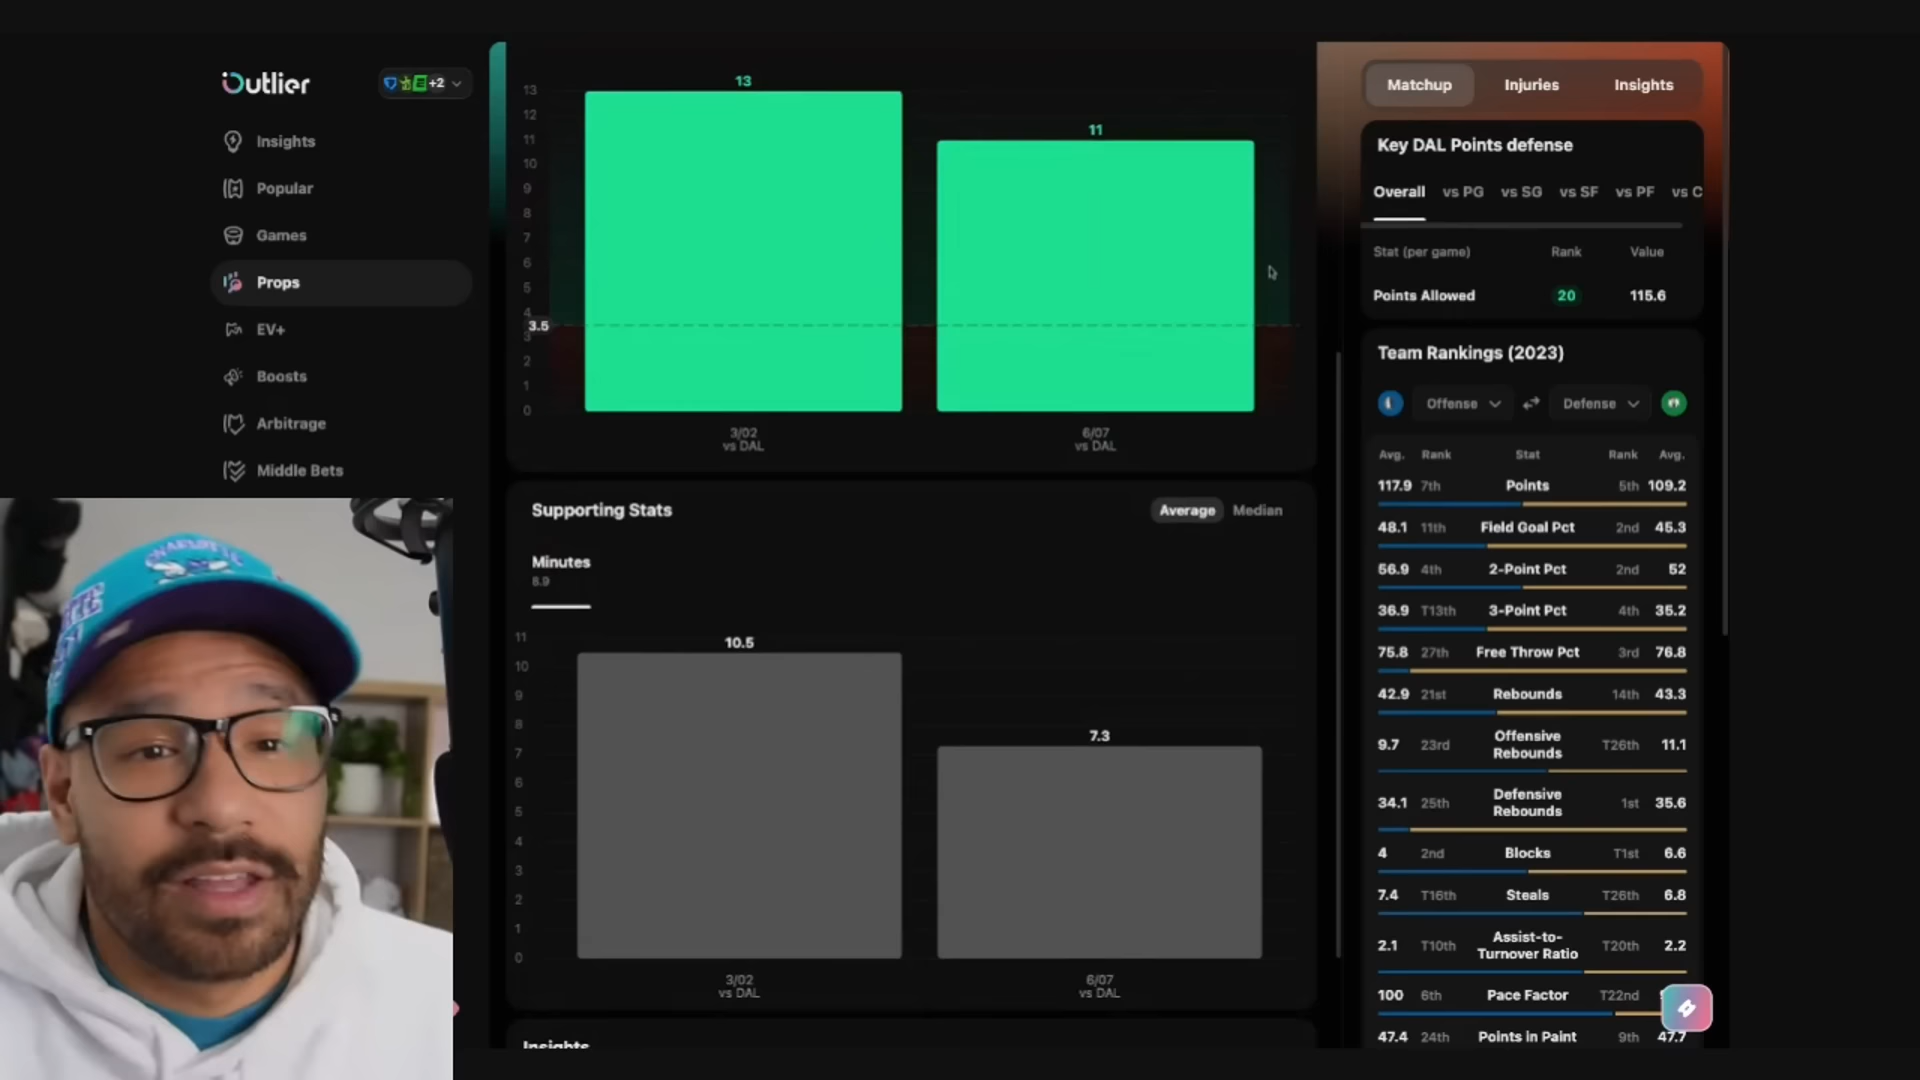 Outlier
+2
Insights
Popular
Games
Props
EV+
Boosts
Arbitrage
Middle Bets
13
11
13
12
11
10
9
8
7
6
5
4
3.5
3
2
1
0
3/02
vs DAL
6/07
vs DAL
Supporting Stats
Average Median
Minutes
8.9
10.5
7.3
11
10
9
8
7
6
5
4
3
2
1
0
3/02
vs DAL
6/07
vs DAL
Insights
Matchup Injuries Insights
Key DAL Points defense
Overall vs PG vs SG vs SF vs PF vs C
Stat (per game) Rank Value
Points Allowed 20 115.6
Team Rankings (2023)
Offense Defense
Avg. Rank Stat Rank Avg.
117.9 7th Points 5th 109.2
48.1 11th Field Goal Pct 2nd 45.3
56.9 4th 2-Point Pct 2nd 52
36.9 T13th 3-Point Pct 4th 35.2
75.8 27th Free Throw Pct 3rd 76.8
42.9 21st Rebounds 14th 43.3
9.7 23rd Offensive Rebounds T26th 11.1
34.1 25th Defensive Rebounds 1st 35.6
4 2nd Blocks T1st 6.6
7.4 T16th Steals T26th 6.8
2.1 T10th Assist-to-Turnover Ratio T20th 2.2
100 6th Pace Factor T22nd
47.4 24th Points in Paint 9th 47.7